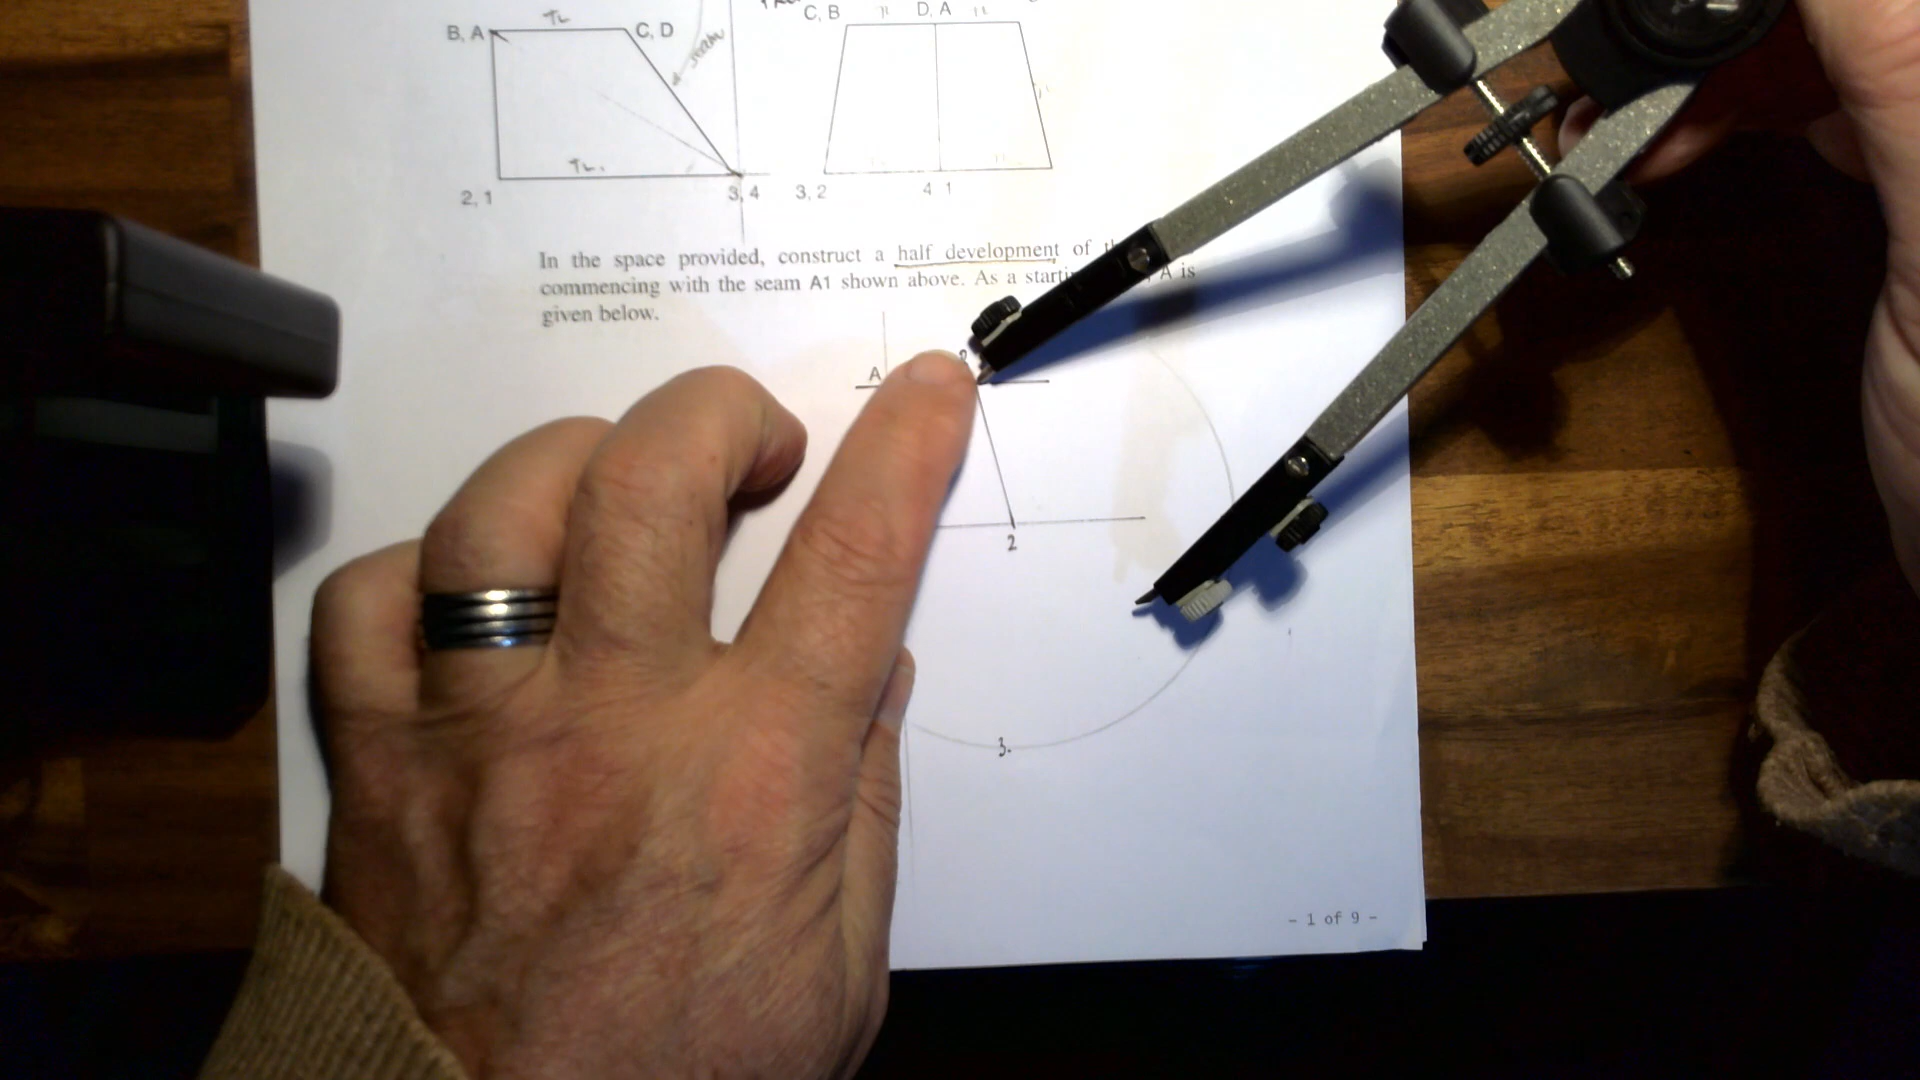 TL
B, A
C, D
seam
C, B
D, A
TL.
2, 1
3, 4
3, 2
4 1
In the space provided, construct a half development of
commencing with the seam A1 shown above. As a A is
given below.
A
2
3.
- 1 of 9 -